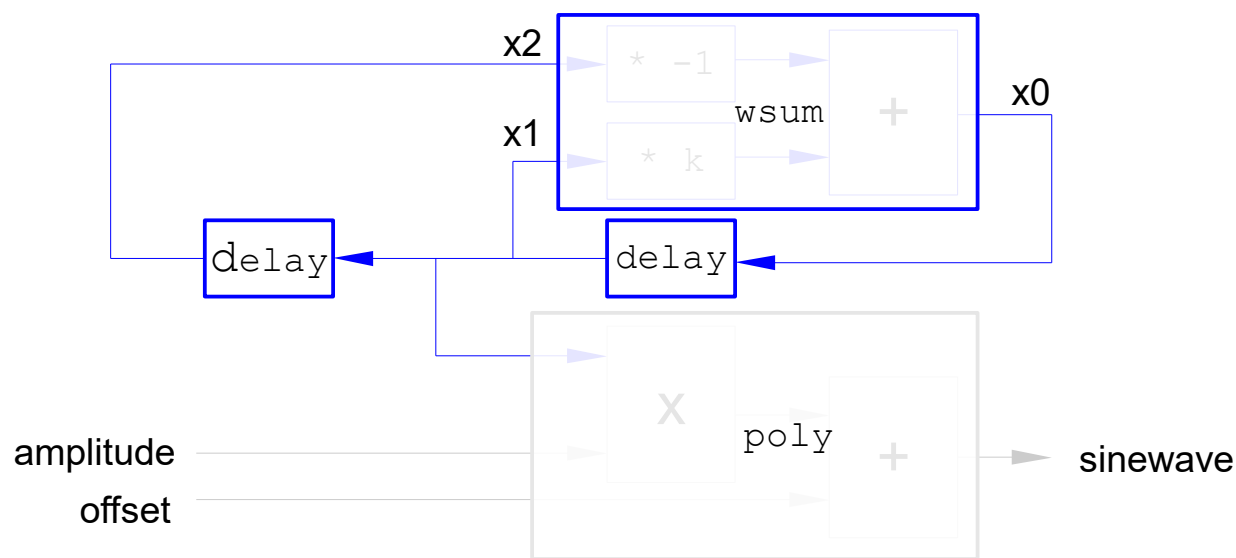 x2
* -1
x0
wsum
+
x1
* k
delay
delay
x
amplitude
poly
+
sinewave
offset